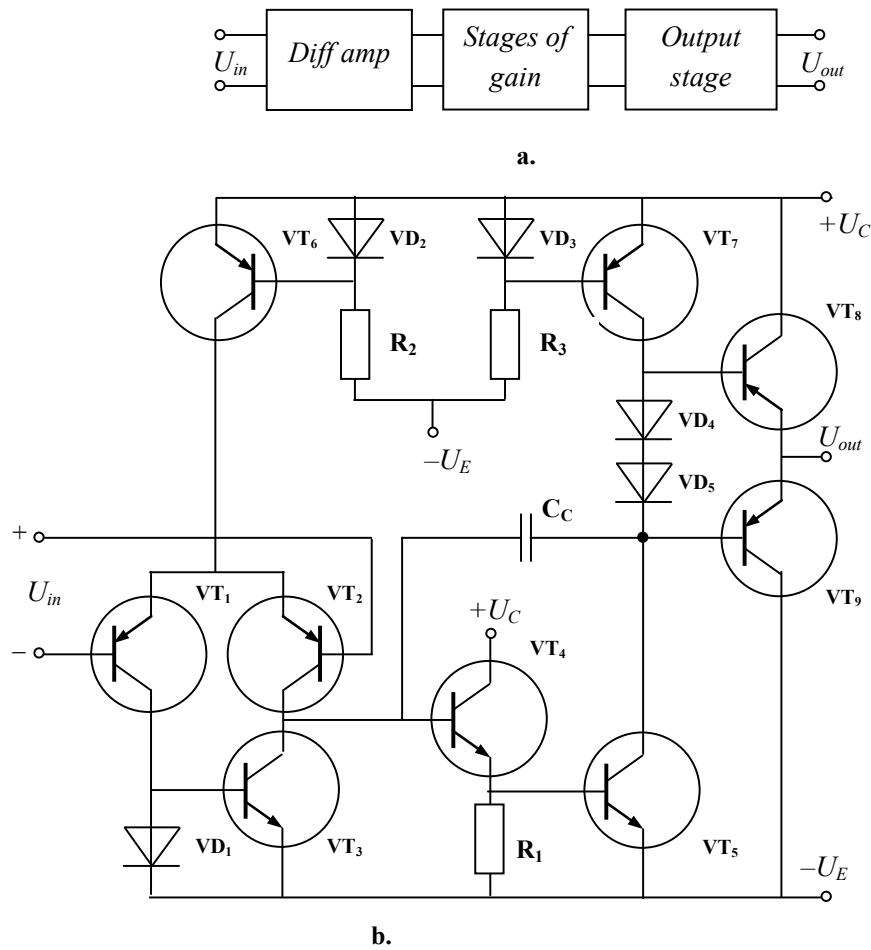 U_in
Diff amp
Stages of
gain
Output
stage
U_out
a.
VT₆
VD₂
VD₃
VT₇
+U_C
R₂
R₃
VT₈
VD₄
–U_E
U_out
VD₅
C_C
+
VT₉
U_in
VT₁
VT₂
+U_C
–
VT₄
VD₁
VT₃
R₁
VT₅
–U_E
b.